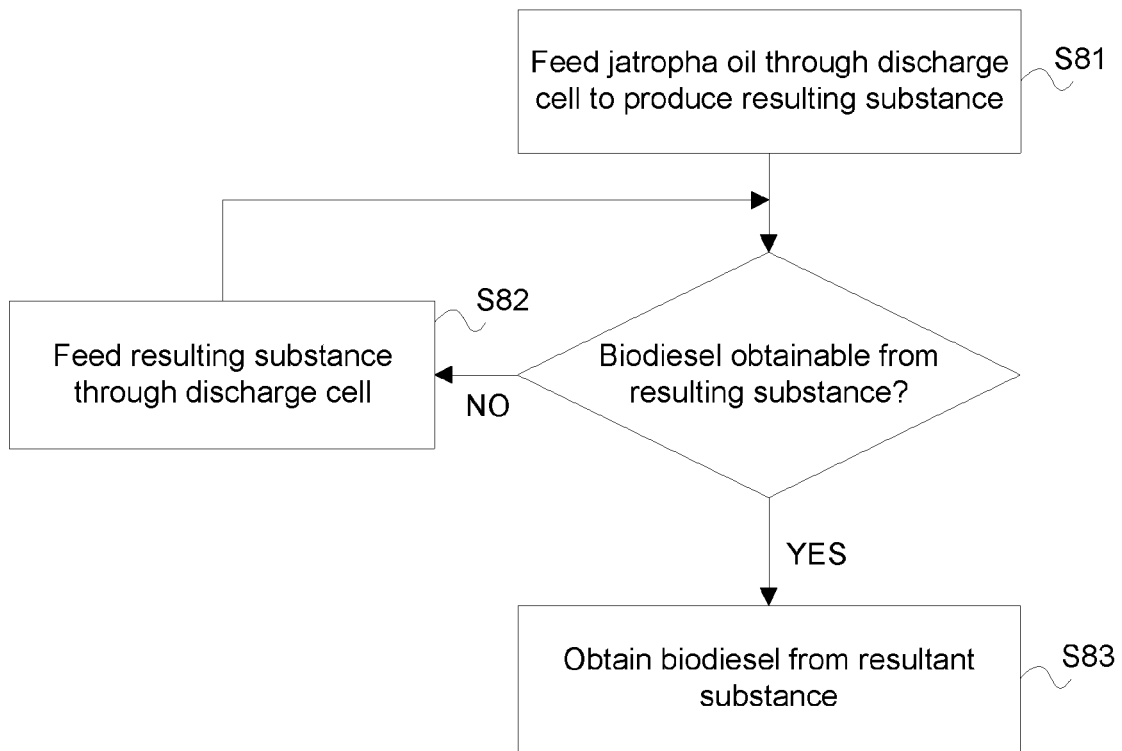 Feed jatropha oil through discharge
cell to produce resulting substance
S81
S82
Feed resulting substance
through discharge cell
NO
Biodiesel obtainable from
resulting substance?
YES
Obtain biodiesel from resultant
substance
S83